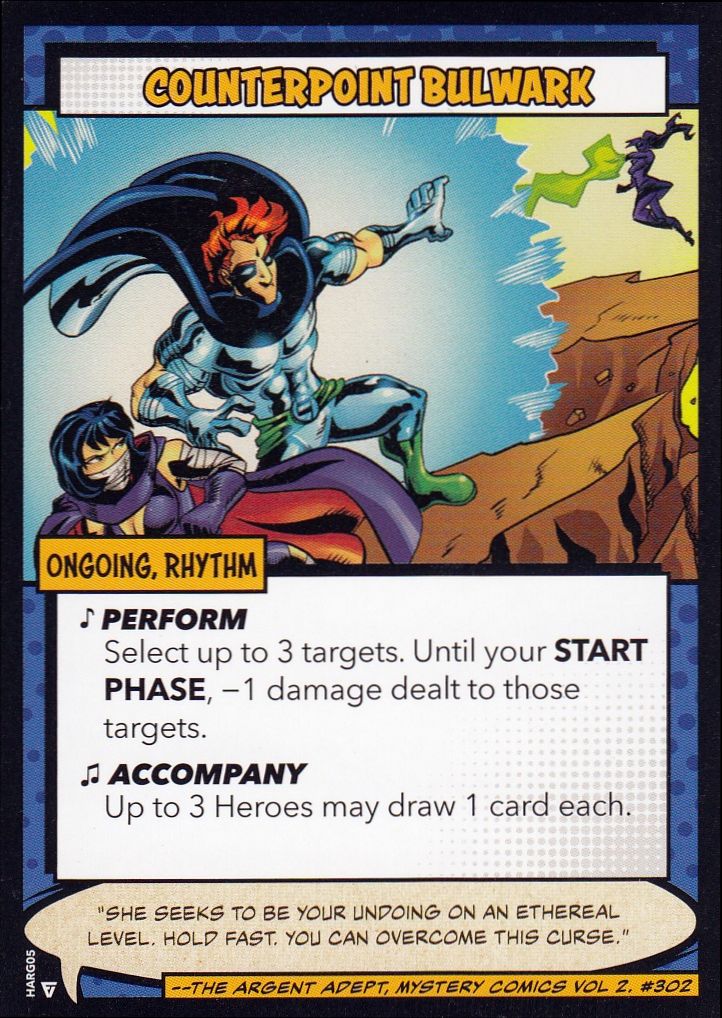 COUNTERPOINT BULWARK
ONGOING, RHYTHM
♪ PERFORM
Select up to 3 targets. Until your START
PHASE, −1 damage dealt to those
targets.
♫ ACCOMPANY
Up to 3 Heroes may draw 1 card each.
"SHE SEEKS TO BE YOUR UNDOING ON AN ETHEREAL
LEVEL. HOLD FAST. YOU CAN OVERCOME THIS CURSE."
--THE ARGENT ADEPT, MYSTERY COMICS VOL 2, #302
HARG05